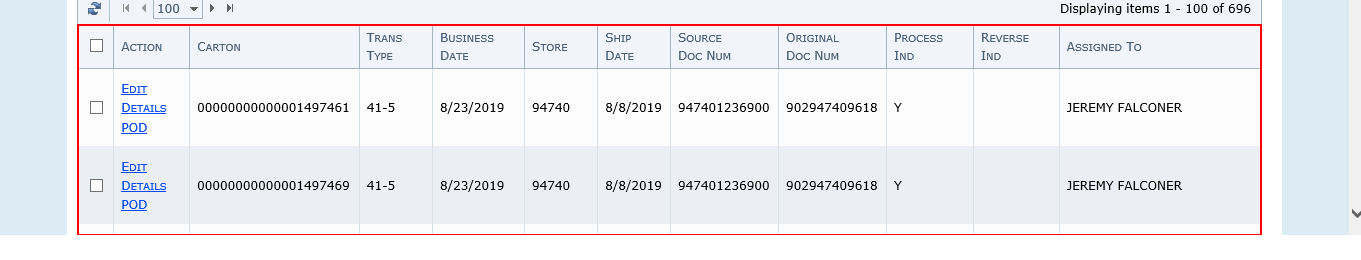 100 Displaying items 1 - 100 of 696
ACTION CARTON TRANS TYPE BUSINESS DATE STORE SHIP DATE SOURCE DOC NUM ORIGINAL DOC NUM PROCESS IND REVERSE IND ASSIGNED TO
EDIT
DETAILS 00000000000001497461 41-5 8/23/2019 94740 8/8/2019 947401236900 902947409618 Y JEREMY FALCONER
POD
EDIT
DETAILS 00000000000001497469 41-5 8/23/2019 94740 8/8/2019 947401236900 902947409618 Y JEREMY FALCONER
POD